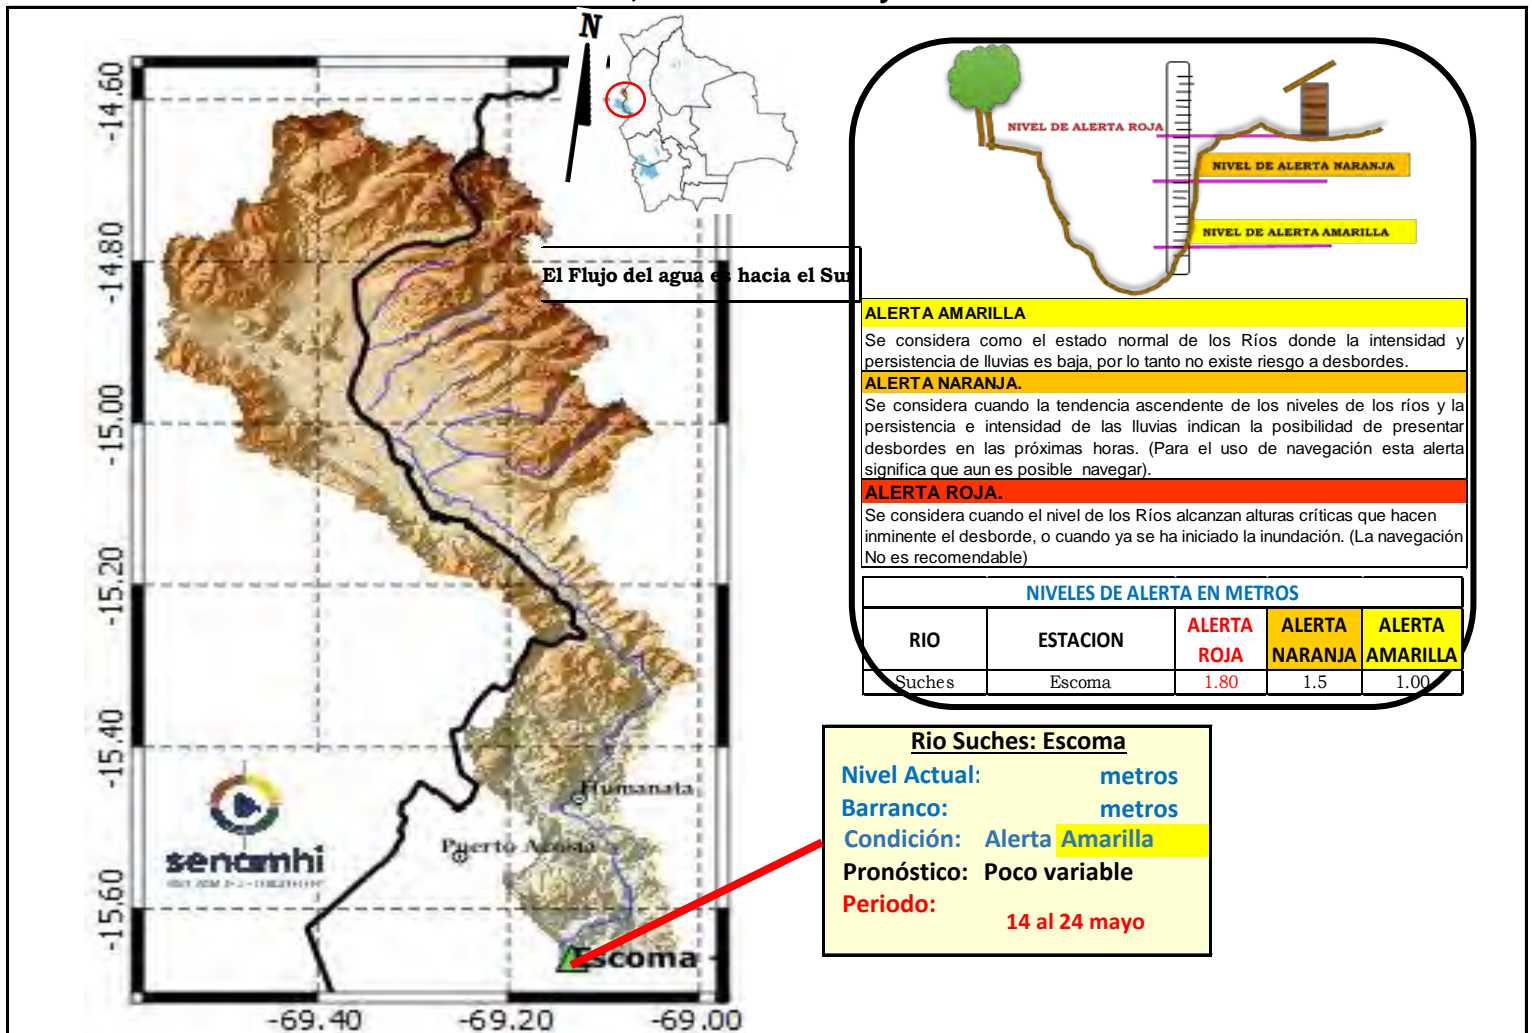 N
NIVEL DE ALERTA ROJA
NIVEL DE ALERTA NARANJA
NIVEL DE ALERTA AMARILLA
El Flujo del agua es hacia el Sur
ALERTA AMARILLA
Se considera como el estado normal de los Ríos donde la intensidad y
persistencia de lluvias es baja, por lo tanto no existe riesgo a desbordes.
ALERTA NARANJA.
Se considera cuando la tendencia ascendente de los niveles de los ríos y la
persistencia e intensidad de las lluvias indican la posibilidad de presentar
desbordes en las próximas horas. (Para el uso de navegación esta alerta
significa que aun es posible navegar).
ALERTA ROJA.
Se considera cuando el nivel de los Ríos alcanzan alturas críticas que hacen
inminente el desborde, o cuando ya se ha iniciado la inundación. (La navegación
No es recomendable)
NIVELES DE ALERTA EN METROS
RIO ESTACION ALERTA ROJA ALERTA NARANJA ALERTA AMARILLA
Suches Escoma 1.80 1.5 1.00
Rio Suches: Escoma
Nivel Actual: metros
Barranco: metros
Condición: Alerta Amarilla
Pronóstico: Poco variable
Periodo:
14 al 24 mayo
-14.60
-14.80
-15.00
-15.20
-15.40
-15.60
Humanata
Puerto Acosta
Escoma
senamhi
-69.40 -69.20 -69.00